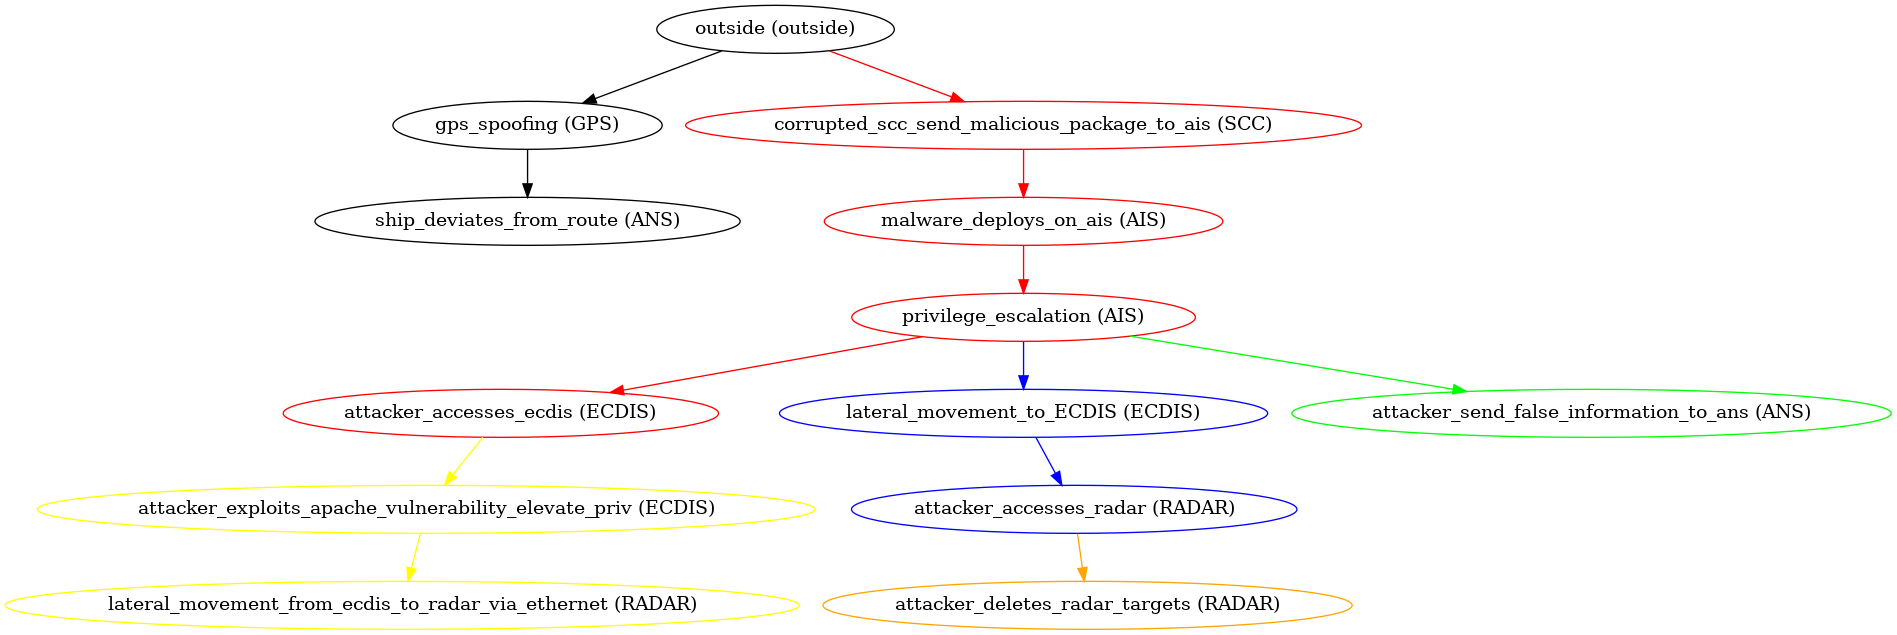 outside (outside)
gps_spoofing (GPS)
corrupted_scc_send_malicious_package_to_ais (SCC)
ship_deviates_from_route (ANS)
malware_deploys_on_ais (AIS)
privilege_escalation (AIS)
attacker_accesses_ecdis (ECDIS)
lateral_movement_to_ECDIS (ECDIS)
attacker_send_false_information_to_ans (ANS)
attacker_exploits_apache_vulnerability_elevate_priv (ECDIS)
attacker_accesses_radar (RADAR)
lateral_movement_from_ecdis_to_radar_via_ethernet (RADAR)
attacker_deletes_radar_targets (RADAR)